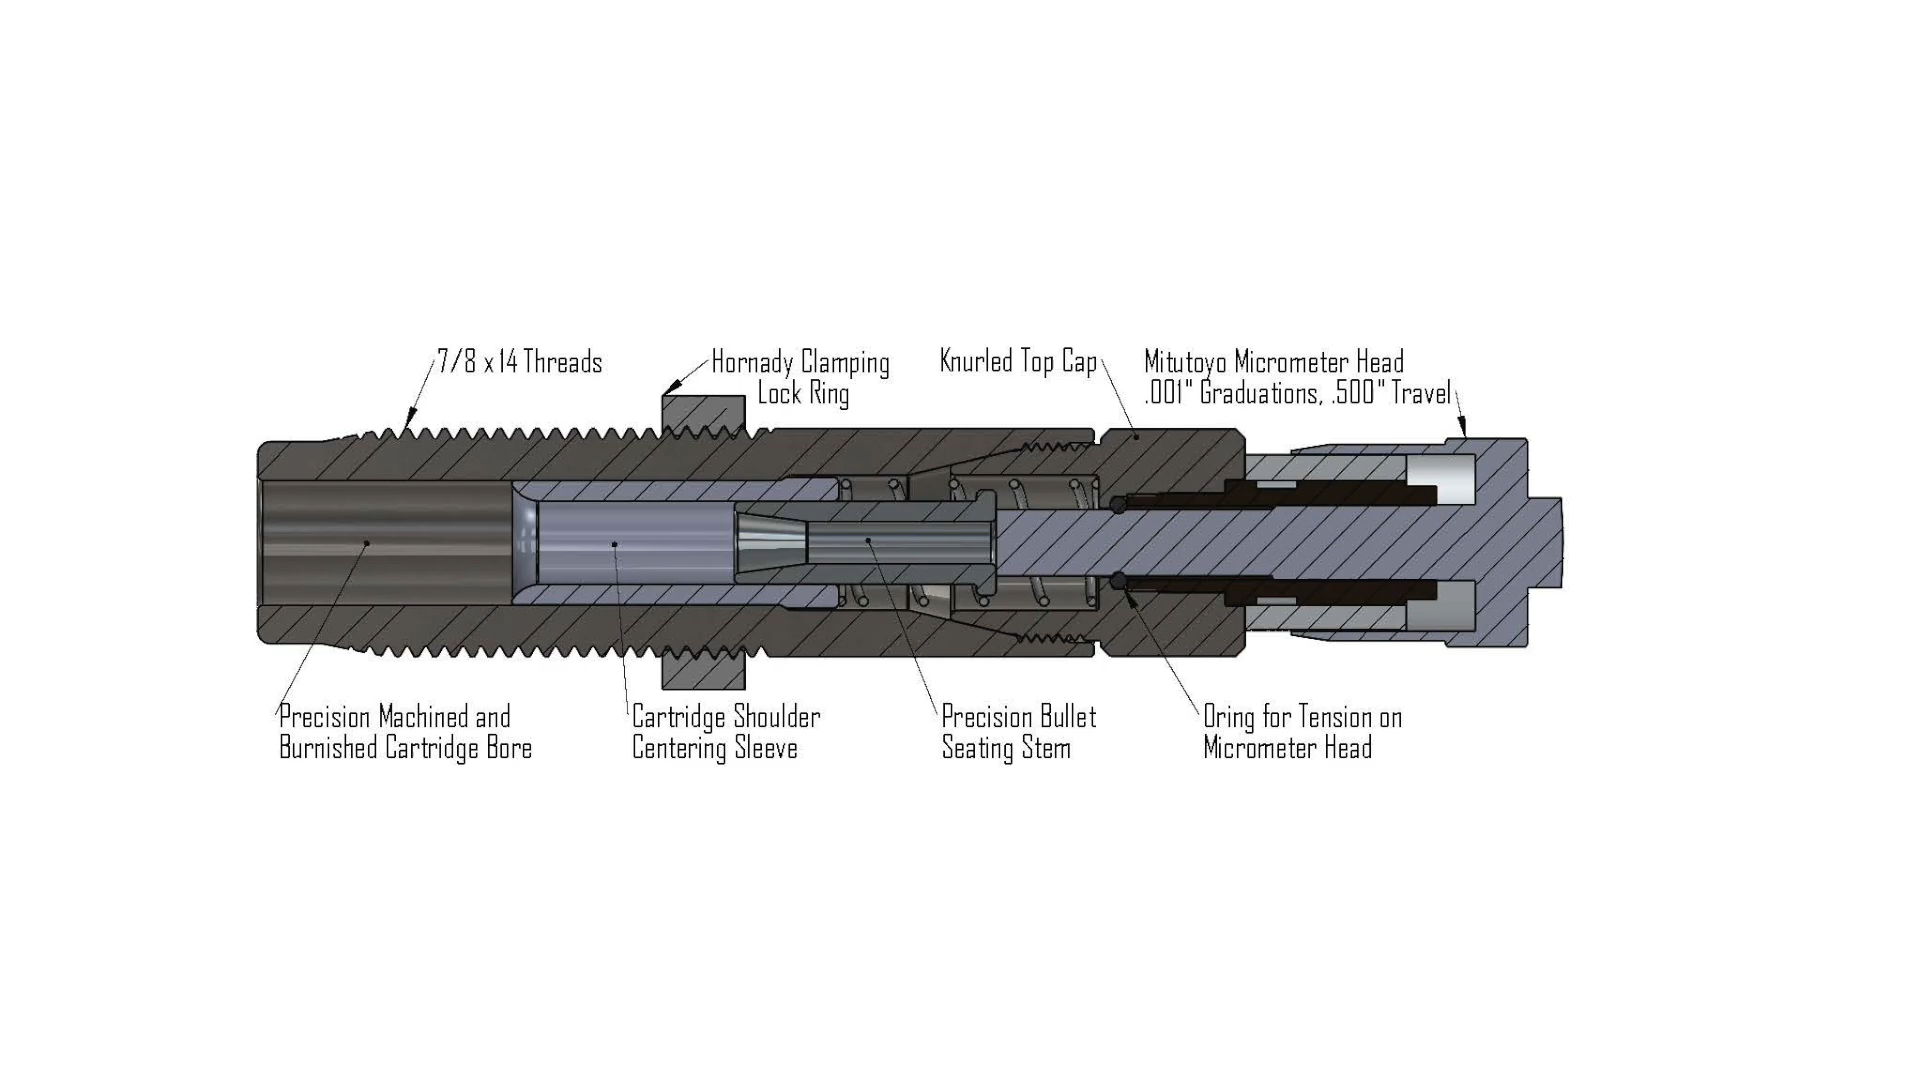 7/8 x 14 Threads
Hornady Clamping
Lock Ring
Knurled Top Cap
Mitutoyo Micrometer Head
.001" Graduations, .500" Travel
Precision Machined and
Burnished Cartridge Bore
Cartridge Shoulder
Centering Sleeve
Precision Bullet
Seating Stem
Oring for Tension on
Micrometer Head